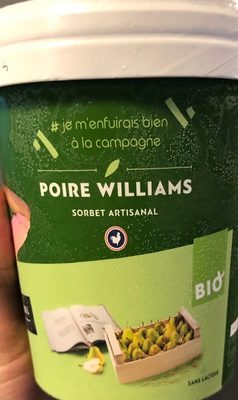 # je m'enfuirais bien
à la campagne
POIRE WILLIAMS
SORBET ARTISANAL
BIO
SANS LACTOSE